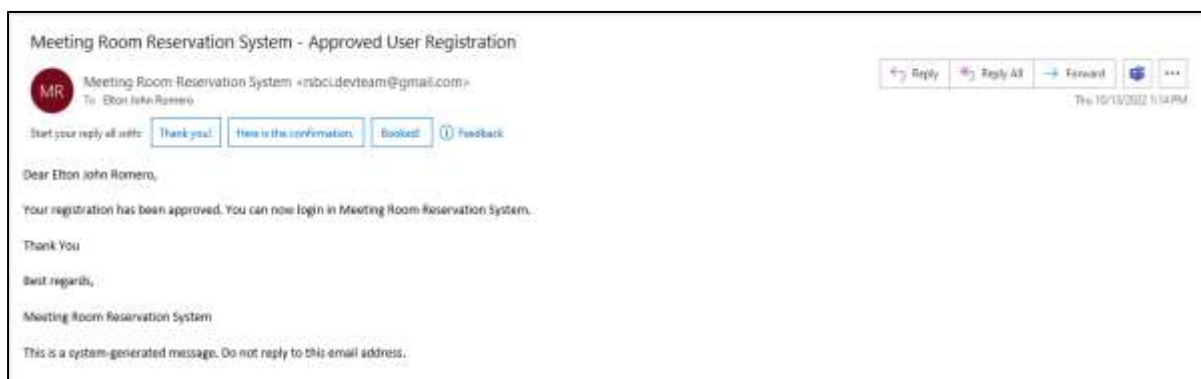 Meeting Room Reservation System - Approved User Registration
MR
Meeting Room Reservation System <rsbci.devteam@gmail.com>
To Elton John Romero
Reply
Reply All
Forward
Thu 10/13/2022 1:14 PM
Start your reply all with:
Thank you!
Here is the confirmation.
Booked!
Feedback
Dear Elton John Romero,
Your registration has been approved. You can now login in Meeting Room Reservation System.
Thank You
Best regards,
Meeting Room Reservation System
This is a system-generated message. Do not reply to this email address.